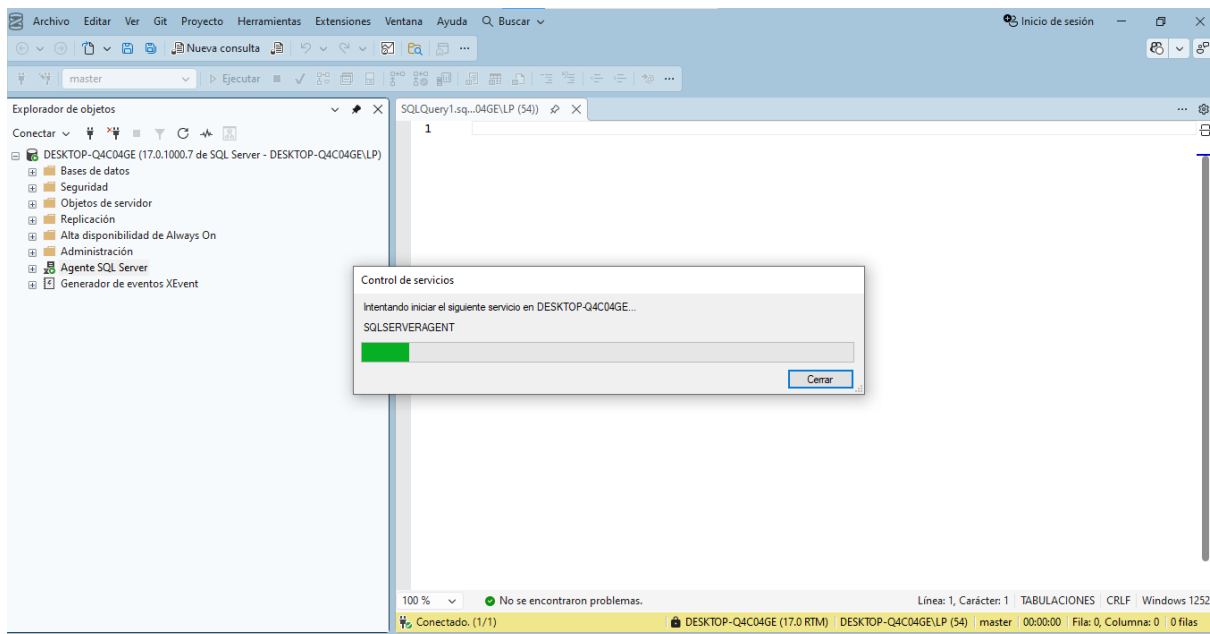 Archivo Editar Ver Git Proyecto Herramientas Extensiones Ventana Ayuda Buscar Inicio de sesión
Nueva consulta
master Ejecutar
Explorador de objetos
SQLQuery1.sq...04GE\LP (54))
Conectar
1
DESKTOP-Q4C04GE (17.0.1000.7 de SQL Server - DESKTOP-Q4C04GE\LP)
Bases de datos
Seguridad
Objetos de servidor
Replicación
Alta disponibilidad de Always On
Administración
Agente SQL Server
Generador de eventos XEvent
Control de servicios
Intentando iniciar el siguiente servicio en DESKTOP-Q4C04GE...
SQLSERVERAGENT
Cerrar
100 % No se encontraron problemas. Línea: 1, Carácter: 1 TABULACIONES CRLF Windows 1252
Conectado. (1/1) DESKTOP-Q4C04GE (17.0 RTM) DESKTOP-Q4C04GE\LP (54) master 00:00:00 Fila: 0, Columna: 0 0 filas